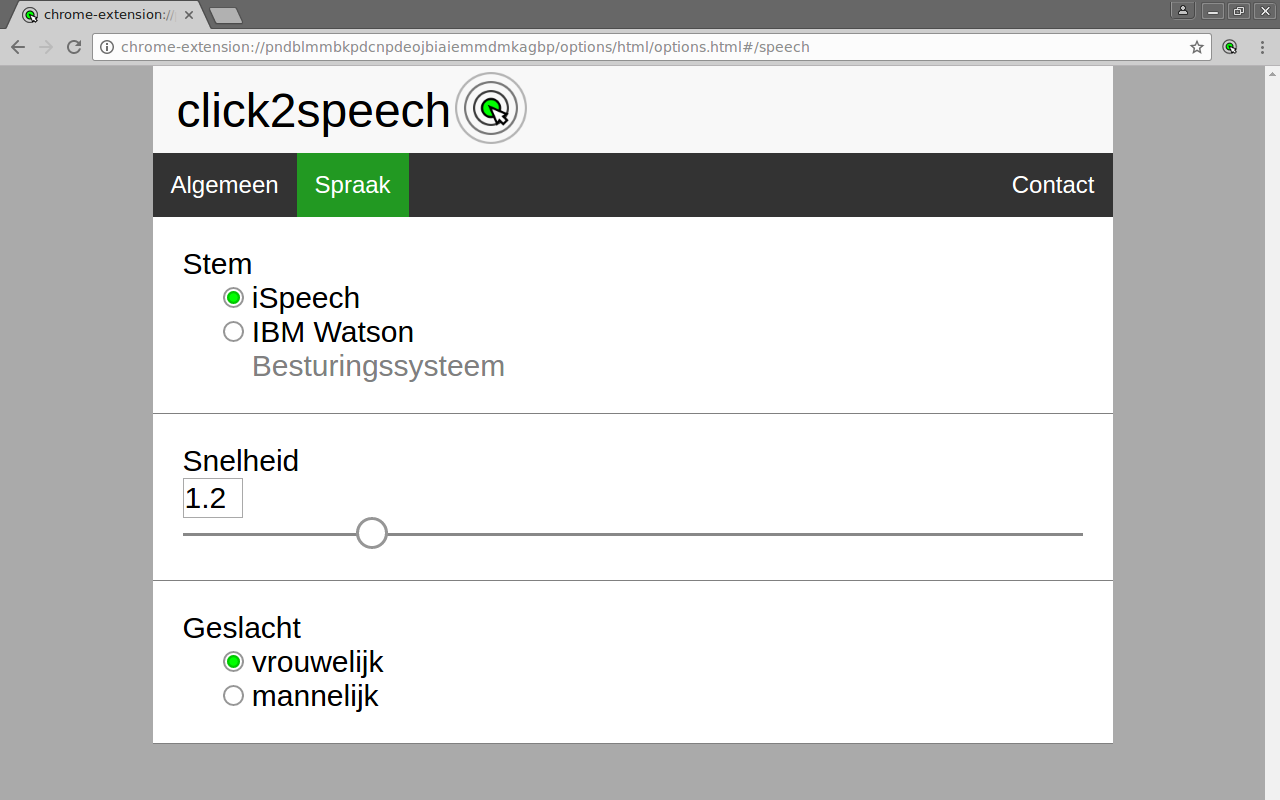 chrome-extension://
chrome-extension://pndblmmbkpdcnpdeojbiaiemmdmkagbp/options/html/options.html#/speech
click2speech
Algemeen Spraak Contact
Stem
iSpeech
IBM Watson
Besturingssysteem
Snelheid
1.2
Geslacht
vrouwelijk
mannelijk